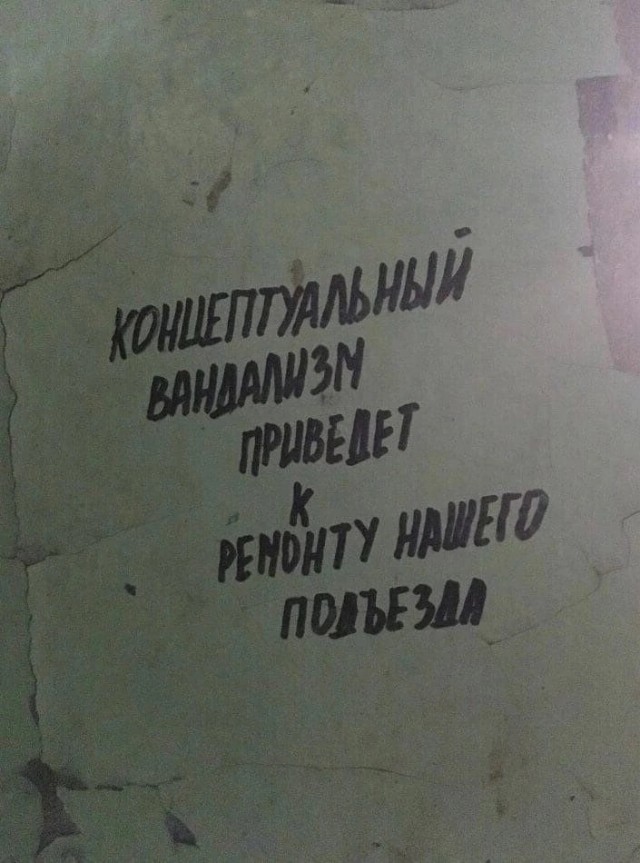 КОНЦЕПТУАЛЬНЫЙ
ВАНДАЛИЗМ
ПРИВЕДЕТ
К
РЕМОНТУ НАШЕГО
ПОДЪЕЗДА